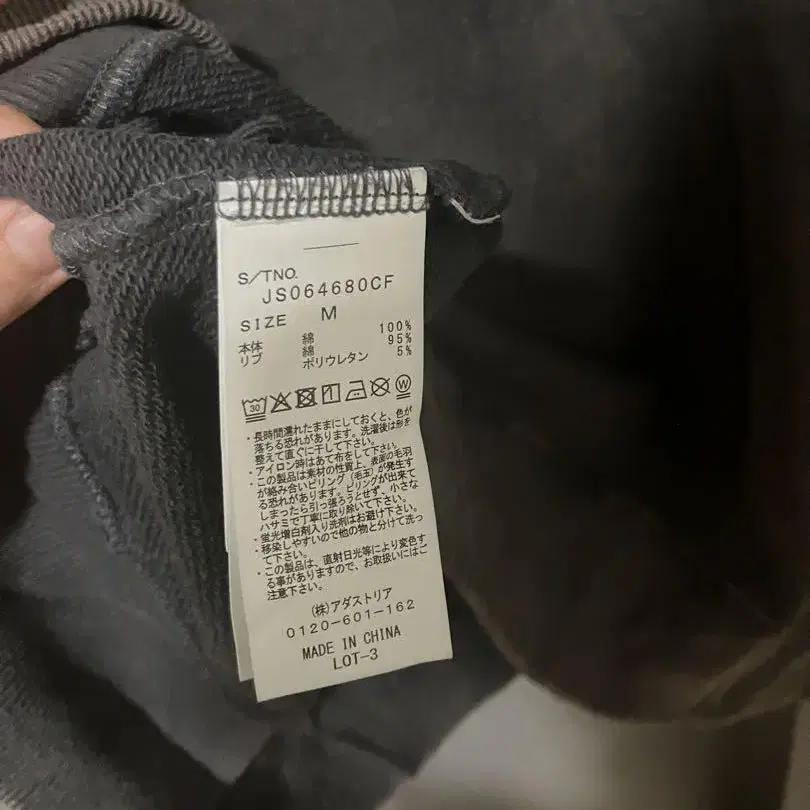 S/TNO.
JS064680CF
SIZE M
本体 綿 100%
リブ 綿 95%
ポリウレタン 5%
30 W
・長時間濡れたままにしておくと、色が
落ちる恐れがあります。洗濯後は形を
整えて直ぐに干して下さい。
・アイロン時はあて布をして下さい。
・この製品は素材の性質上、表面の毛羽
が絡み合いピリング(毛玉)が発生す
る恐れがあります。ピリングが出来て
しまったら引っ張ろうとせず、小さな
ハサミで丁寧に取り除いて下さい。
・蛍光増白剤入り洗剤はお避け下さい。
・移染しやすいので他の物と分けて洗っ
て下さい。
・この製品は、直射日光等により変色す
る事がありますので、お取扱いにはご
注意下さい。
(株)アダストリア
0120-601-162
MADE IN CHINA
LOT-3